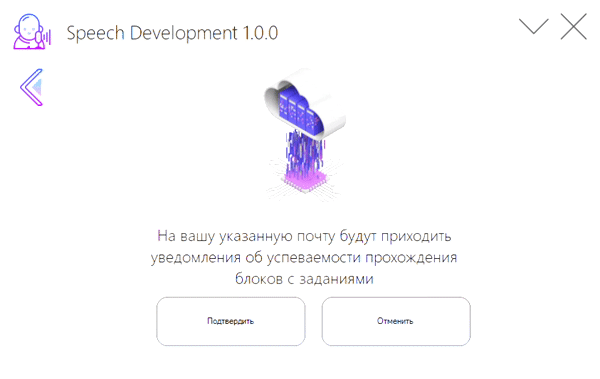 Speech Development 1.0.0
На вашу указанную почту будут приходить
уведомления об успеваемости прохождения
блоков с заданиями
Подтвердить
Отменить